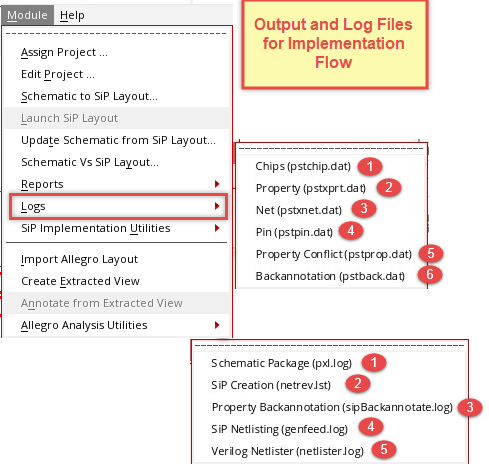 Module Help
Output and Log Files
for Implementation
Flow
Assign Project ...
Edit Project ...
Schematic to SiP Layout...
Launch SiP Layout
Update Schematic from SiP Layout...
Schematic Vs SiP Layout...
Reports
Logs
SiP Implementation Utilities
Import Allegro Layout
Create Extracted View
Annotate from Extracted View
Allegro Analysis Utilities
Chips (pstchip.dat) 1
Property (pstxprt.dat) 2
Net (pstxnet.dat) 3
Pin (pstpin.dat) 4
Property Conflict (pstprop.dat) 5
Backannotation (pstback.dat) 6
Schematic Package (pxl.log) 1
SiP Creation (netrev.lst) 2
Property Backannotation (sipBackannotate.log) 3
SiP Netlisting (genfeed.log) 4
Verilog Netlister (netlister.log) 5